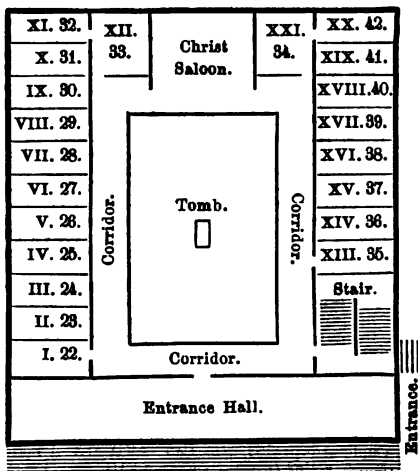 XI. 32.
X. 31.
IX. 30.
VIII. 29.
VII. 28.
VI. 27.
V. 26.
IV. 25.
III. 24.
II. 23.
I. 22.
XII.
33.
Christ
Saloon.
XXI.
34.
XX. 42.
XIX. 41.
XVIII. 40.
XVII. 39.
XVI. 38.
XV. 37.
XIV. 36.
XIII. 35.
Stair.
Corridor.
Tomb.
Corridor.
Corridor.
Entrance Hall.
Entrance.